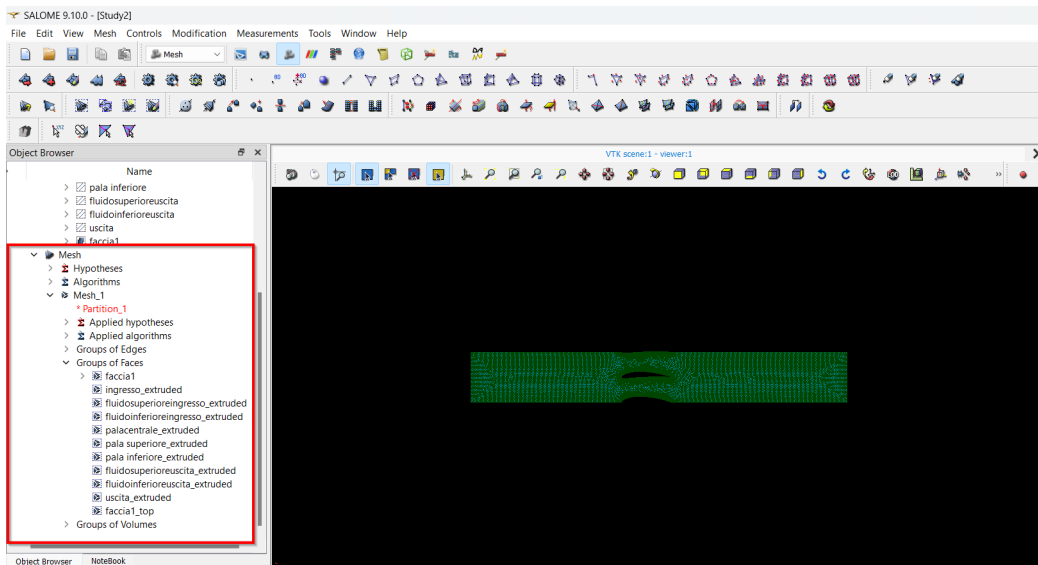 SALOME 9.10.0 - [Study2]
File Edit View Mesh Controls Modification Measurements Tools Window Help
Mesh
Object Browser
VTK scene:1 - viewer:1
Name
pala inferiore
fluidosuperioreuscita
fluidoinferioreuscita
uscita
faccia1
Mesh
Hypotheses
Algorithms
Mesh_1
* Partition_1
Applied hypotheses
Applied algorithms
Groups of Edges
Groups of Faces
faccia1
ingresso_extruded
fluidosuperioreingresso_extruded
fluidoinferioreingresso_extruded
palacentrale_extruded
pala superiore_extruded
pala inferiore_extruded
fluidosuperioreuscita_extruded
fluidoinferioreuscita_extruded
uscita_extruded
faccia1_top
Groups of Volumes
Object Browser NoteBook